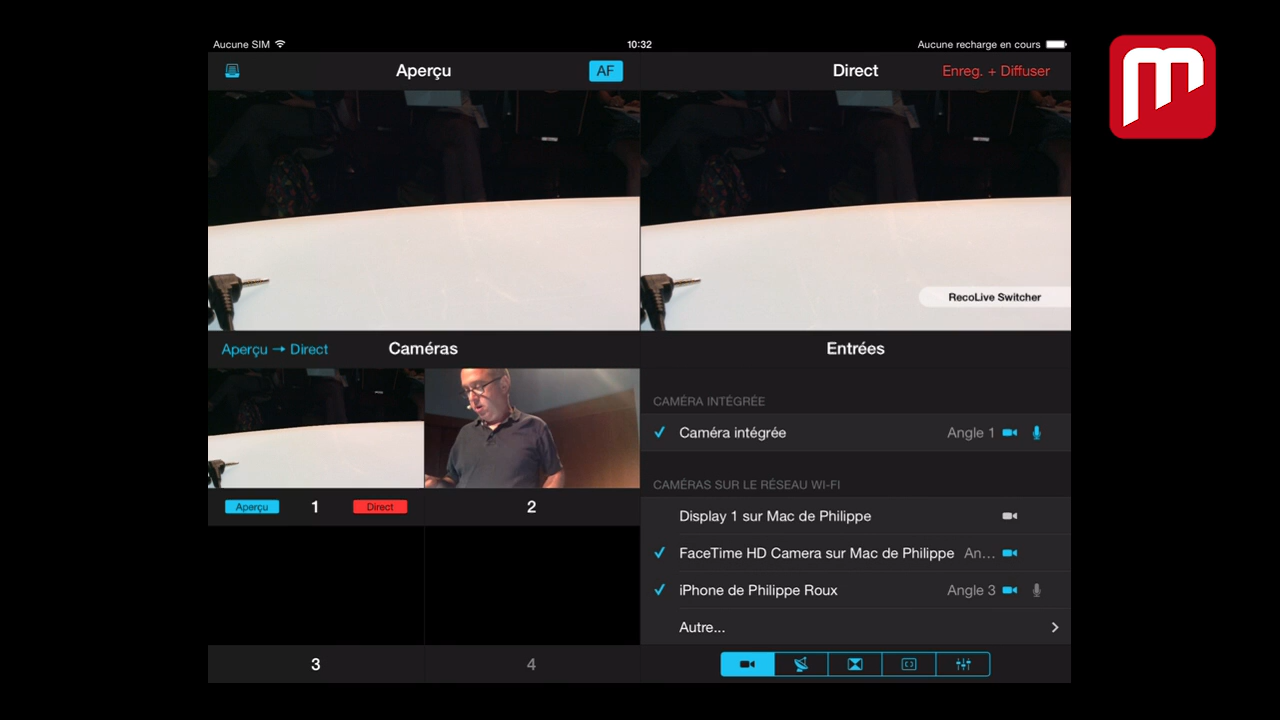 Aucune SIM 10:32 Aucune recharge en cours
Aperçu AF
Direct Enreg. + Diffuser
RecoLive Switcher
Aperçu → Direct Caméras
Aperçu 1 Direct
2
3
4
Entrées
CAMÉRA INTÉGRÉE
Caméra intégrée Angle 1
CAMÉRAS SUR LE RÉSEAU WI-FI
Display 1 sur Mac de Philippe
FaceTime HD Camera sur Mac de Philippe An...
iPhone de Philippe Roux Angle 3
Autre...